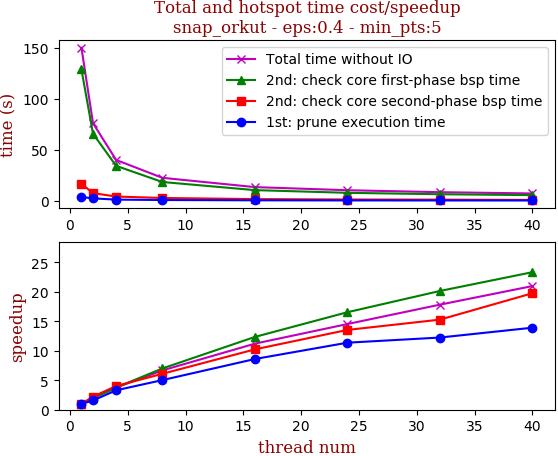 Total and hotspot time cost/speedup
snap_orkut - eps:0.4 - min_pts:5
time (s)
150
100
50
0
Total time without IO
2nd: check core first-phase bsp time
2nd: check core second-phase bsp time
1st: prune execution time
0 5 10 15 20 25 30 35 40
speedup
25
20
15
10
5
0
0 5 10 15 20 25 30 35 40
thread num